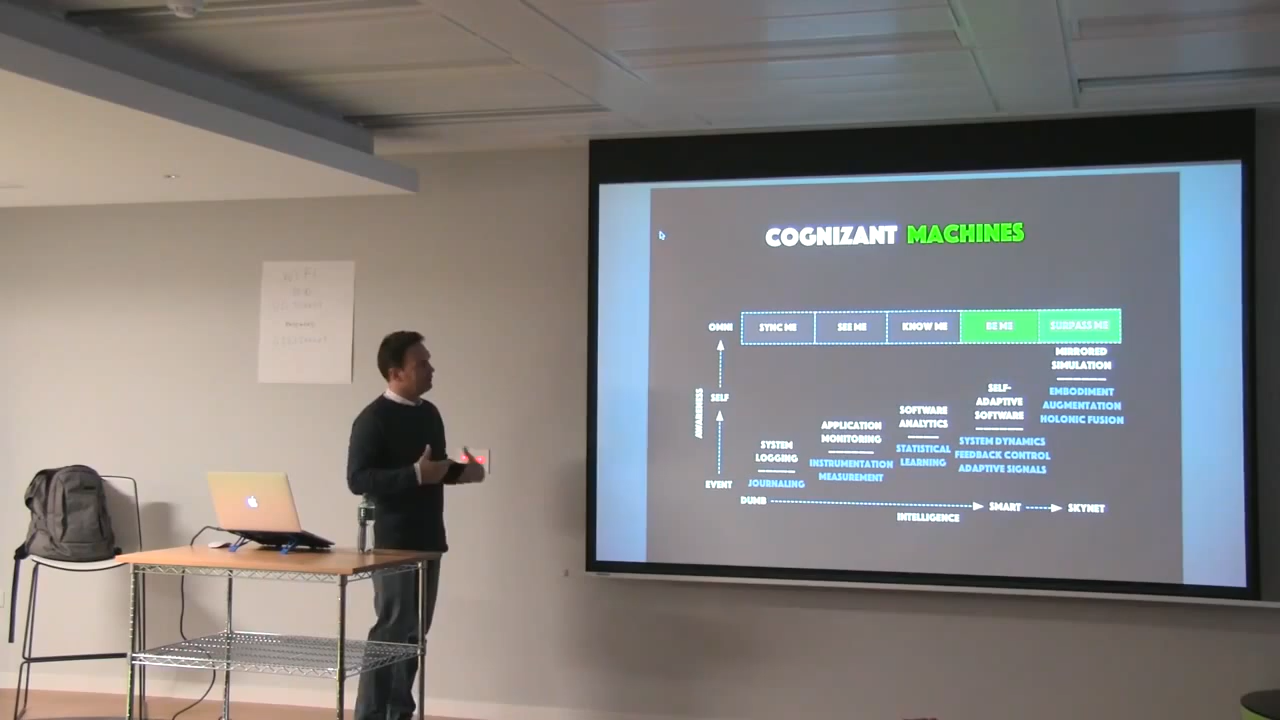 COGNIZANT MACHINES
OMNI
SYNC ME
SEE ME
KNOW ME
BE ME
SURPASS ME
MIRRORED
SIMULATION
EMBODIMENT
AUGMENTATION
HOLONIC FUSION
SELF-
ADAPTIVE
SOFTWARE
SYSTEM DYNAMICS
FEEDBACK CONTROL
ADAPTIVE SIGNALS
SOFTWARE
ANALYTICS
STATISTICAL
LEARNING
APPLICATION
MONITORING
INSTRUMENTATION
MEASUREMENT
SYSTEM
LOGGING
JOURNALING
SELF
AWARENESS
EVENT
DUMB
SMART
SKYNET
INTELLIGENCE